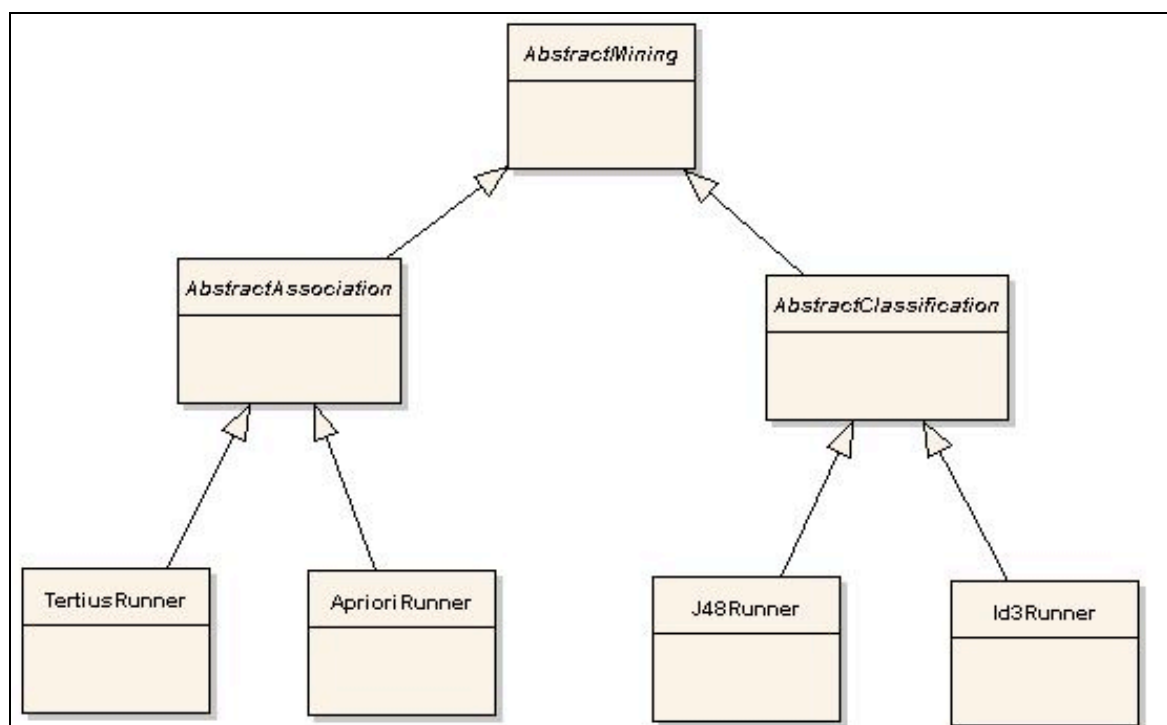 AbstractMining
AbstractAssociation
AbstractClassification
TertiusRunner
AprioriRunner
J48Runner
Id3Runner